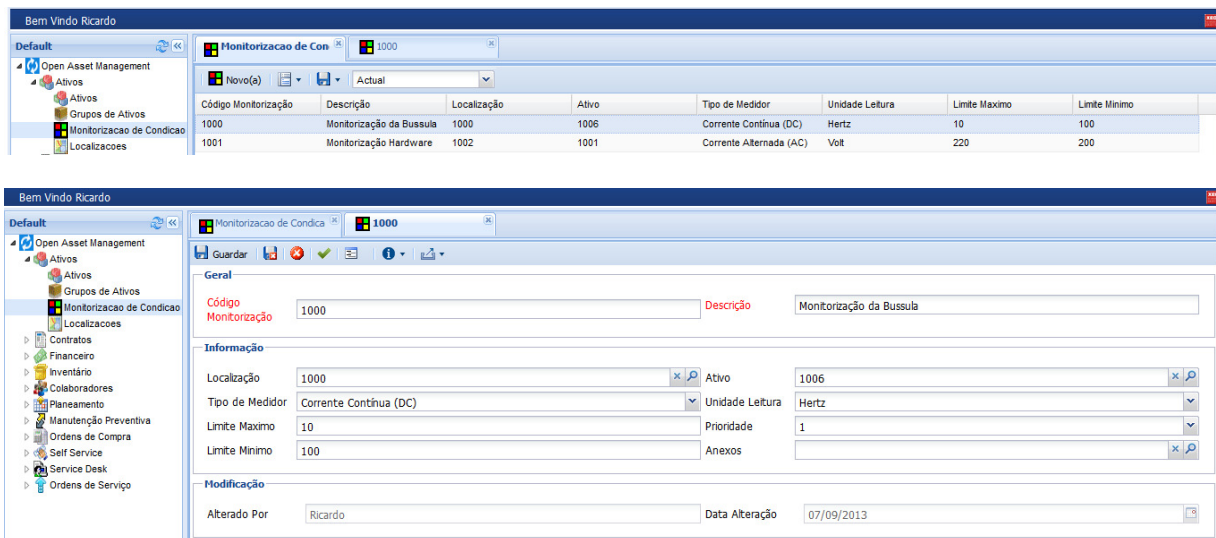 Bem Vindo Ricardo
Default
Open Asset Management
Ativos
Ativos
Grupos de Ativos
Monitorizacao de Condicao
Localizacoes
Monitorizacao de Con
1000
Novo(a)
Actual
Código Monitorização Descrição Localização Ativo Tipo de Medidor Unidade Leitura Limite Maximo Limite Minimo
1000 Monitorização da Bussula 1000 1006 Corrente Contínua (DC) Hertz 10 100
1001 Monitorização Hardware 1002 1001 Corrente Alternada (AC) Volt 220 200
Bem Vindo Ricardo
Default
Open Asset Management
Ativos
Ativos
Grupos de Ativos
Monitorizacao de Condicao
Localizacoes
Contratos
Financeiro
Inventário
Colaboradores
Planeamento
Manutenção Preventiva
Ordens de Compra
Self Service
Service Desk
Ordens de Serviço
Monitorizacao de Condica
1000
Guardar
Geral
Código Monitorização 1000 Descrição Monitorização da Bussula
Informação
Localização 1000 Ativo 1006
Tipo de Medidor Corrente Contínua (DC) Unidade Leitura Hertz
Limite Maximo 10 Prioridade 1
Limite Minimo 100 Anexos
Modificação
Alterado Por Ricardo Data Alteração 07/09/2013